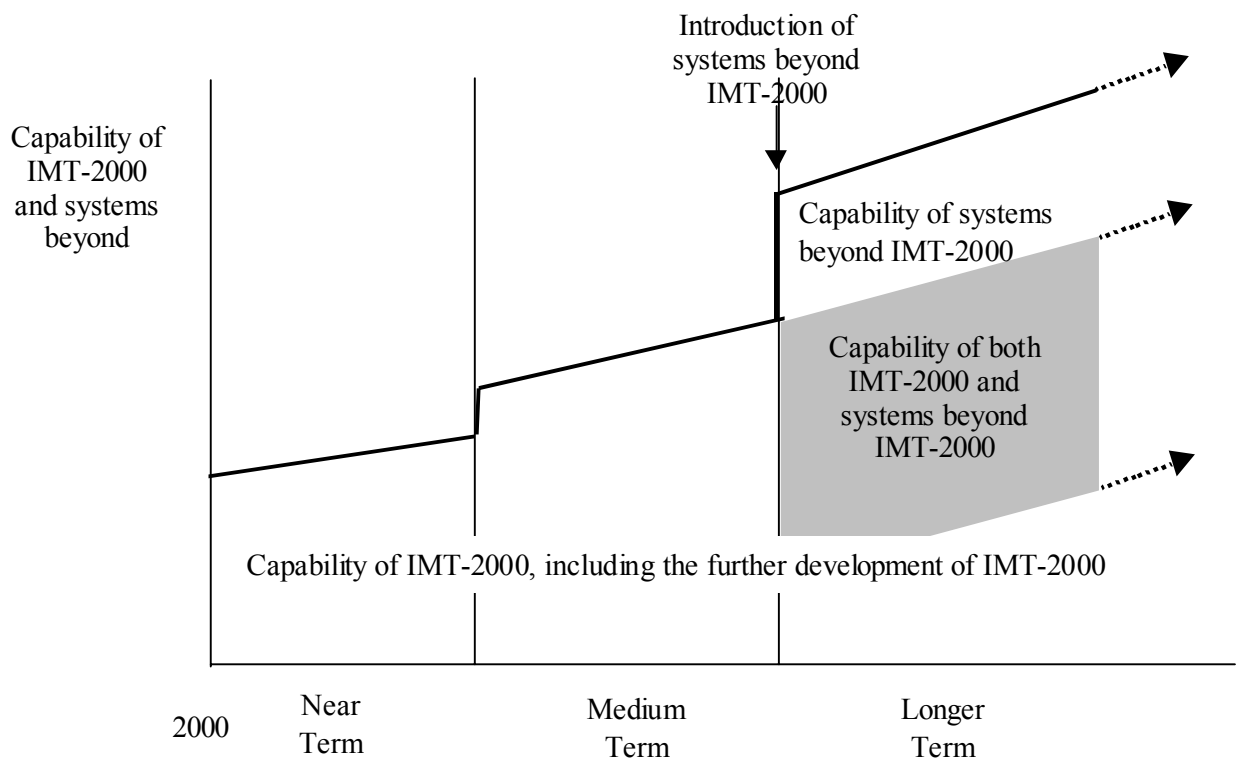 Introduction of
systems beyond
IMT-2000
Capability of
IMT-2000
and systems
beyond
Capability of systems
beyond IMT-2000
Capability of both
IMT-2000 and
systems beyond
IMT-2000
Capability of IMT-2000, including the further development of IMT-2000
2000
Near
Term
Medium
Term
Longer
Term